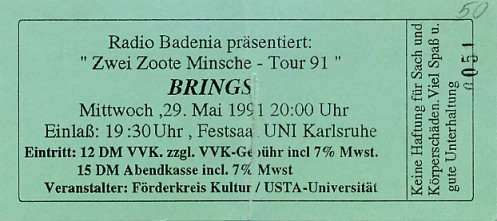 Radio Badenia präsentiert:
" Zwei Zoote Minsche - Tour 91 "
BRINGS
Mittwoch ,29. Mai 1991 20:00 Uhr
Einlaß: 19:30Uhr , Festsaal UNI Karlsruhe
Eintritt: 12 DM VVK. zzgl. VVK-Gebühr incl 7% Mwst.
15 DM Abendkasse incl. 7% Mwst
Veranstalter: Förderkreis Kultur / USTA-Universität
Keine Haftung für Sach und
Körperschäden. Viel Spaß u.
gute Unterhaltung
0051
50